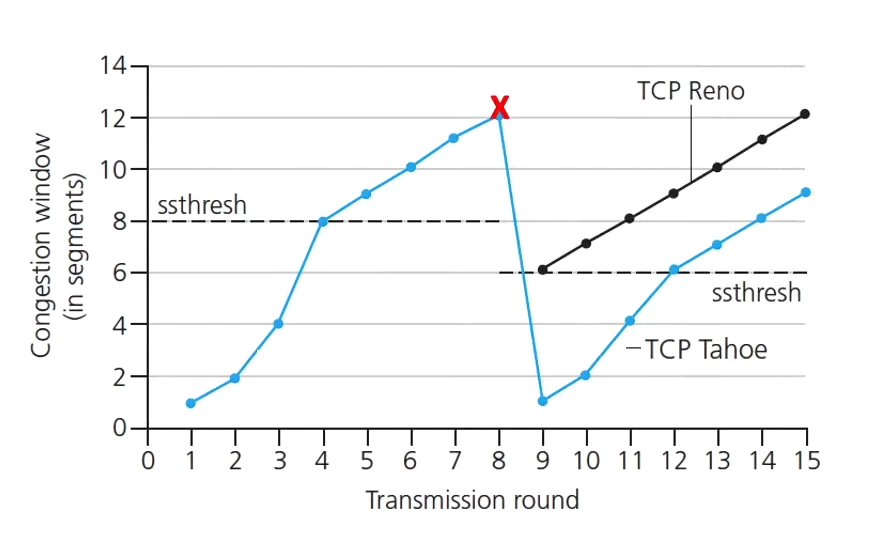 14
TCP Reno
12
10
ssthresh
8
6
ssthresh
4
TCP Tahoe
2
0
Congestion window
(in segments)
0 1 2 3 4 5 6 7 8 9 10 11 12 13 14 15
Transmission round
X